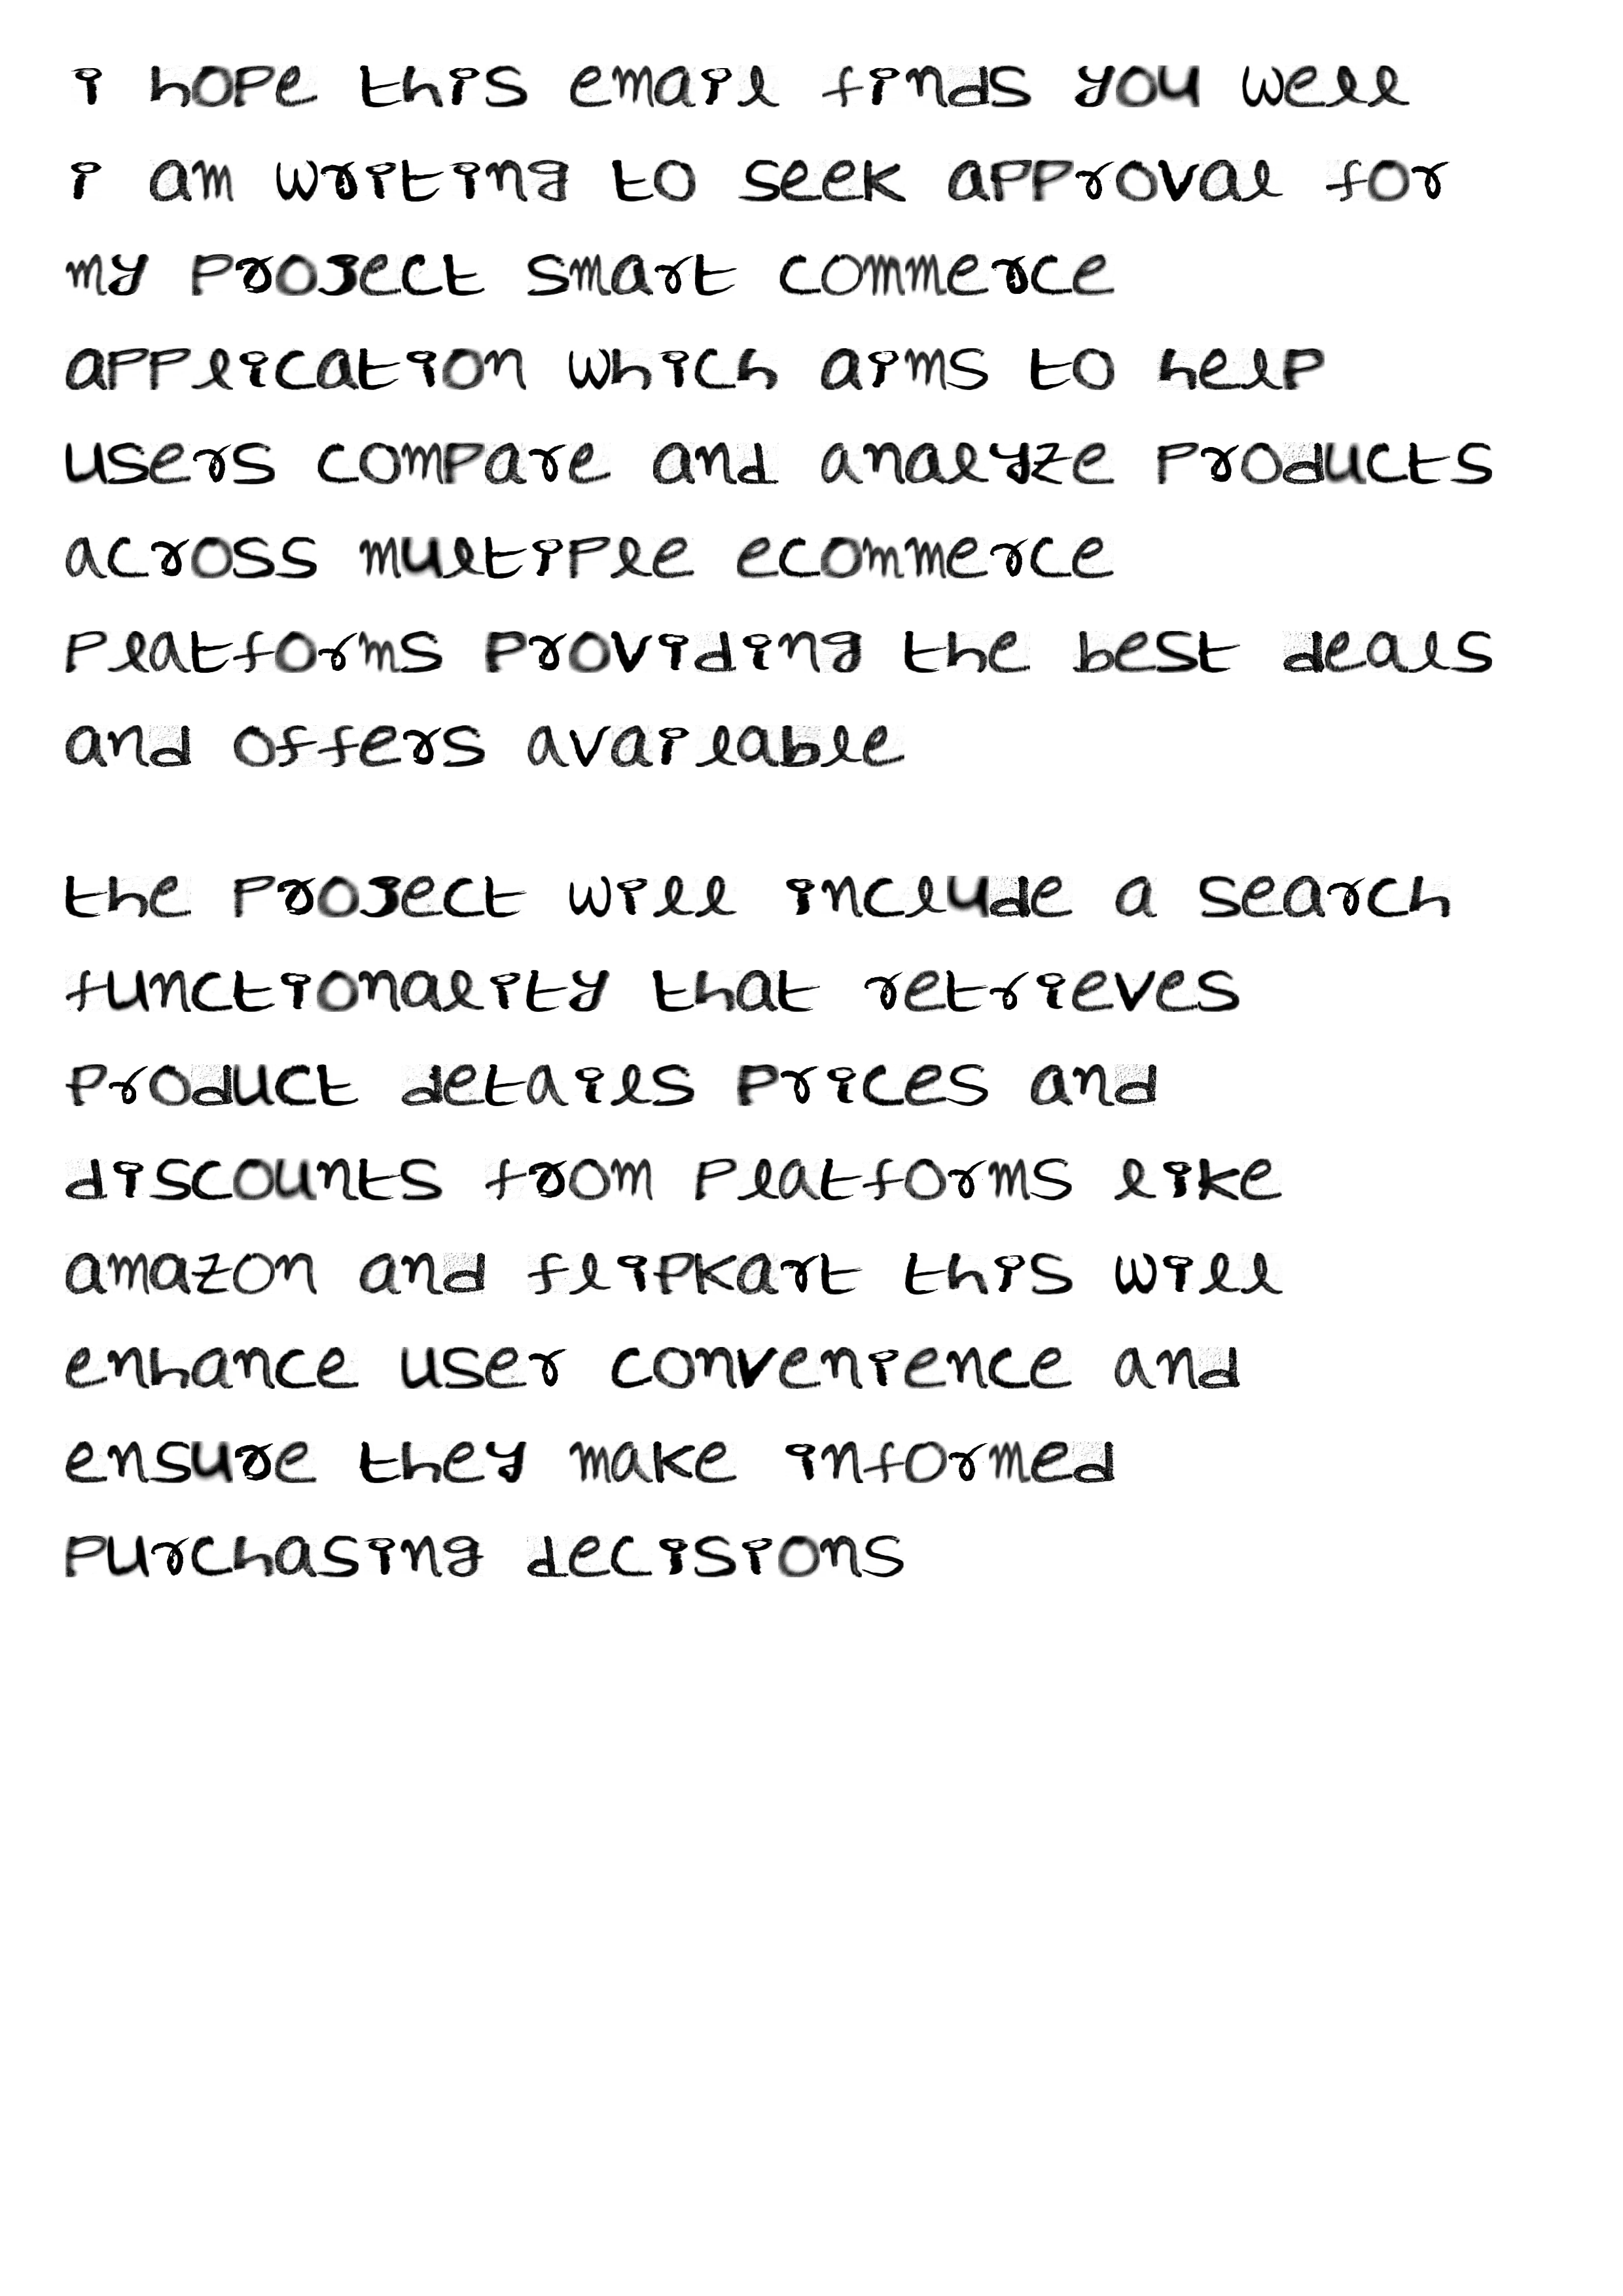 i hope this email finds you well
i am writing to seek approval for
my project smart commerce
application which aims to help
users compare and analyze products
across multiple ecommerce
platforms providing the best deals
and offers available
the project will include a search
functionality that retrieves
product details prices and
discounts from platforms like
amazon and flipkart this will
enhance user convenience and
ensure they make informed
purchasing decisions